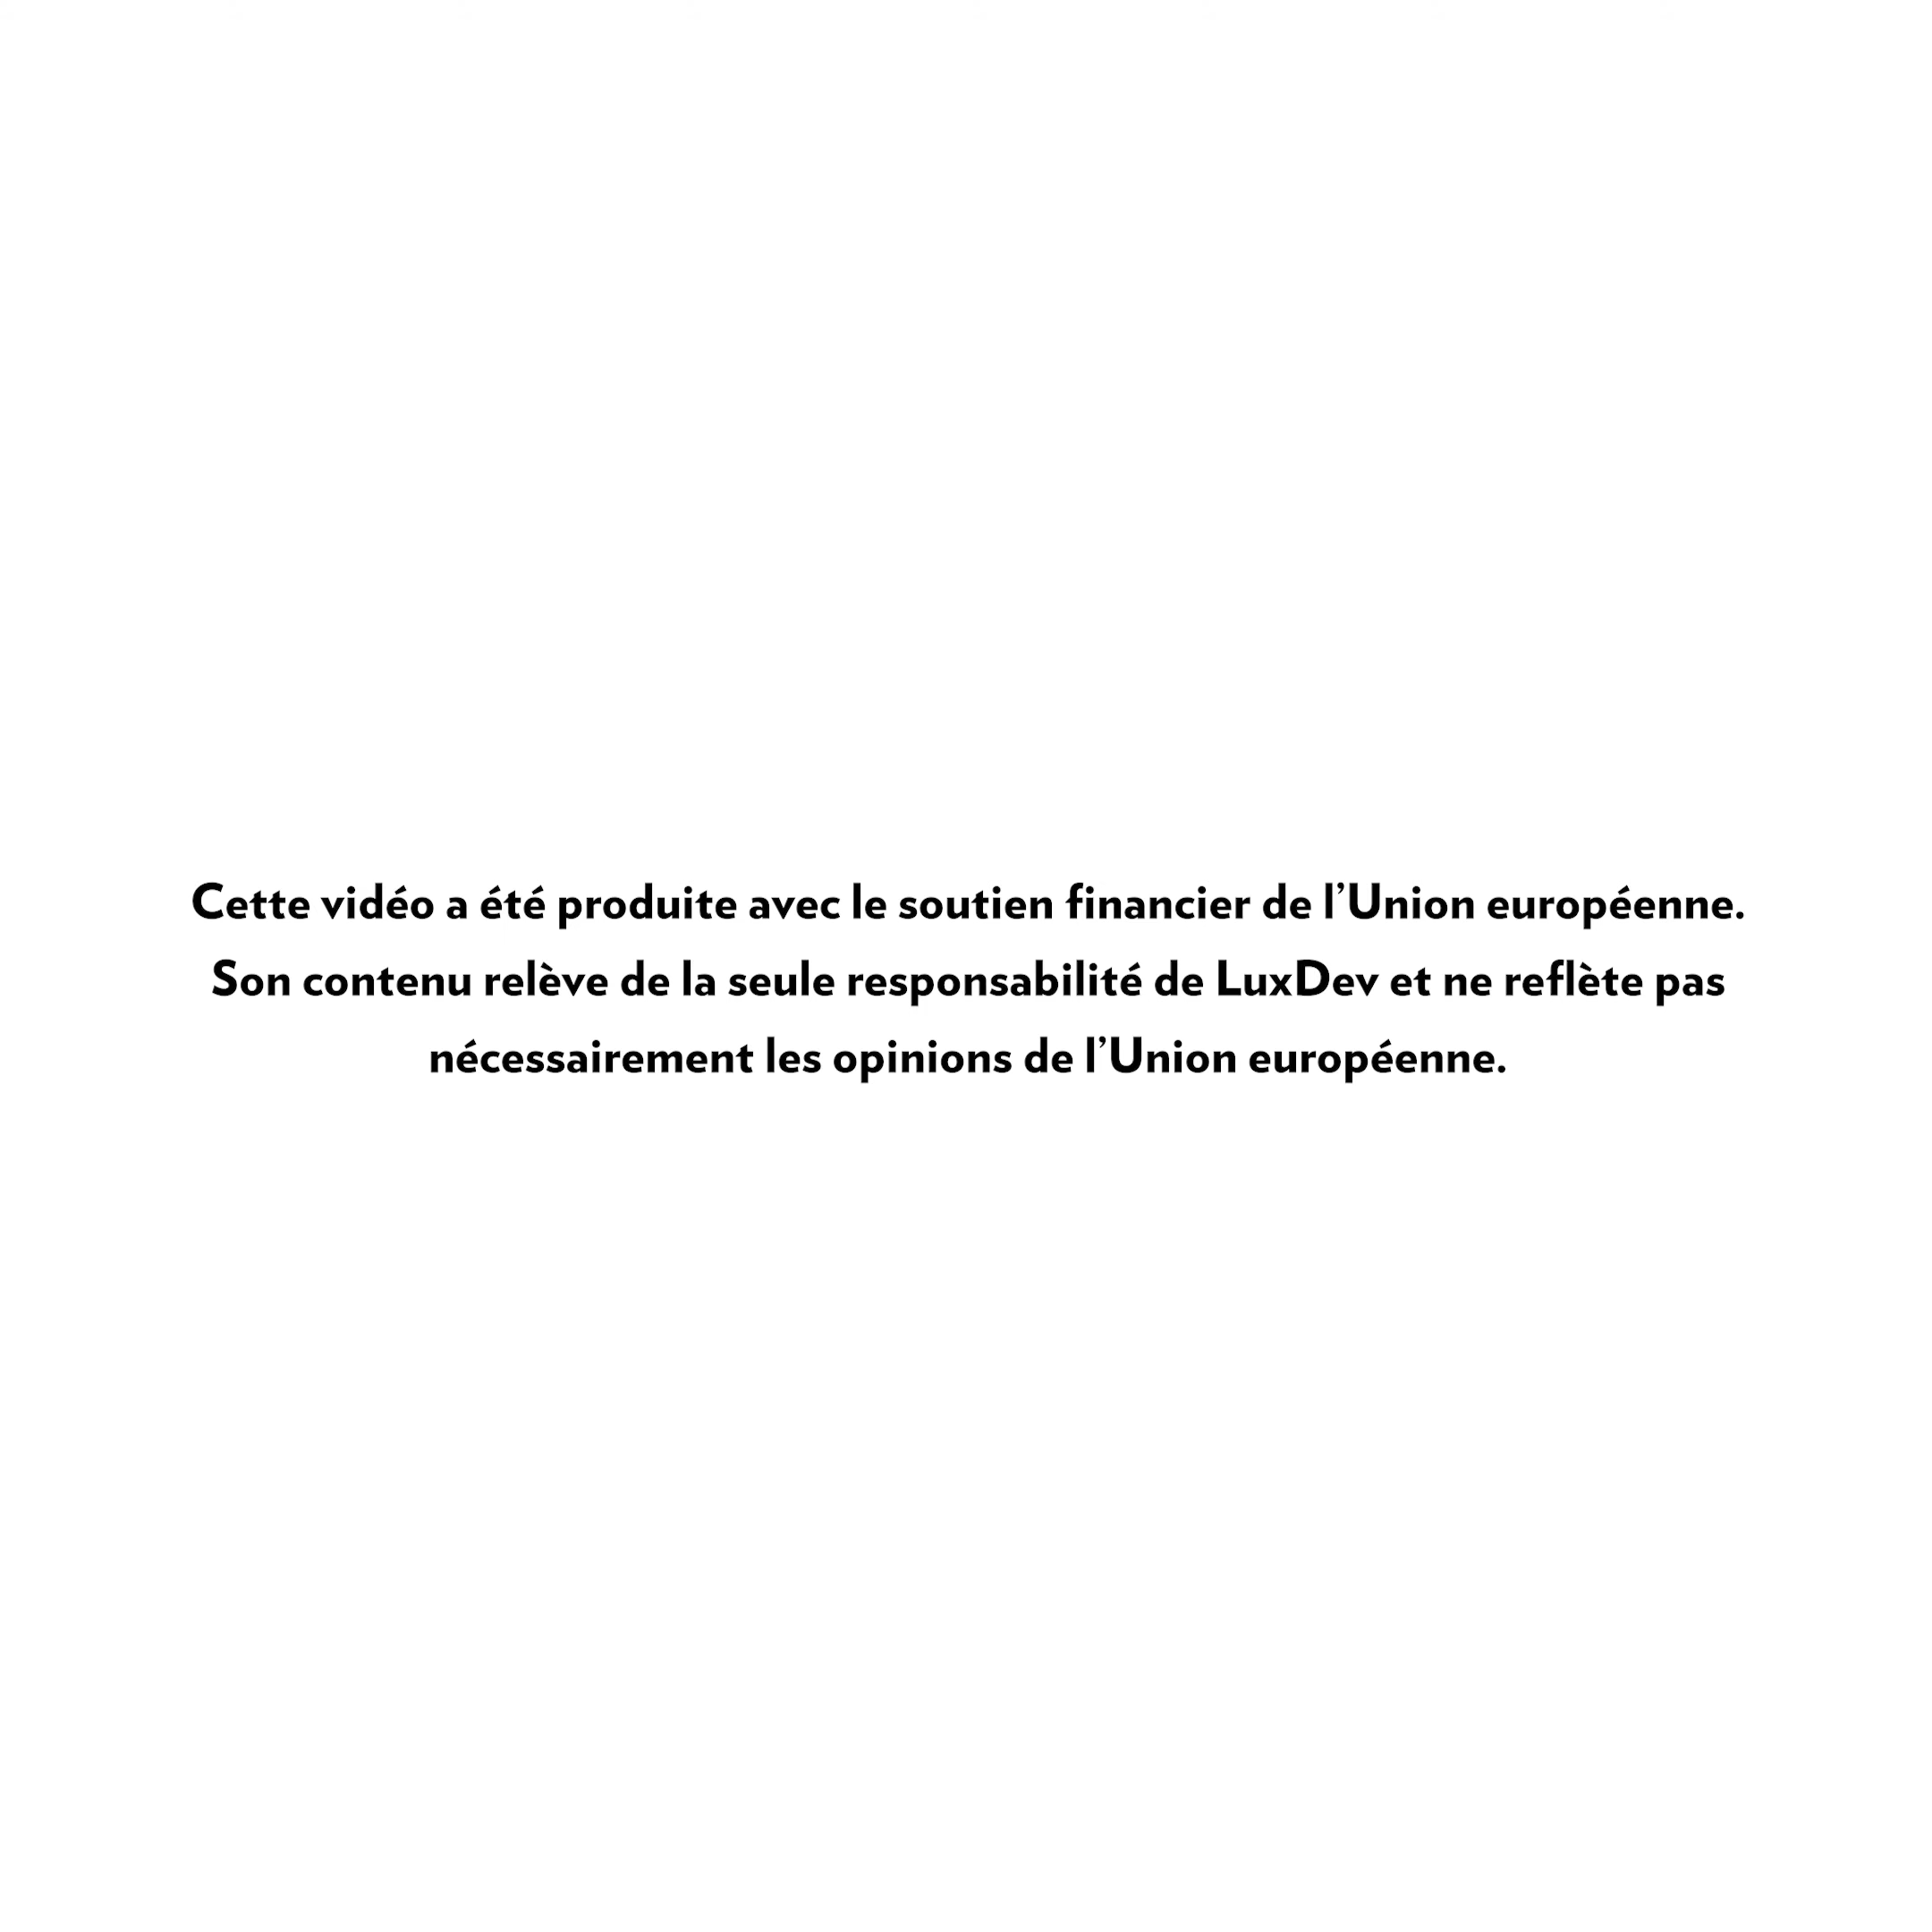 Cette vidéo a été produite avec le soutien financier de l’Union européenne.
Son contenu relève de la seule responsabilité de LuxDev et ne reflète pas
nécessairement les opinions de l’Union européenne.